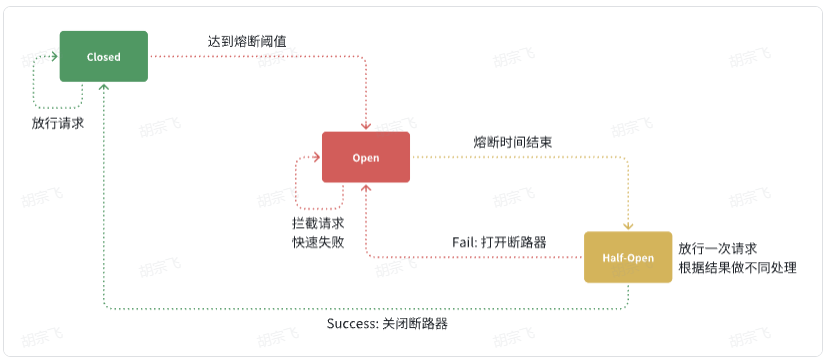 达到熔断阈值
Closed
放行请求
熔断时间结束
Open
拦截请求
快速失败
Fail: 打开断路器
Half-Open
放行一次请求
根据结果做不同处理
Success: 关闭断路器
胡宗飞